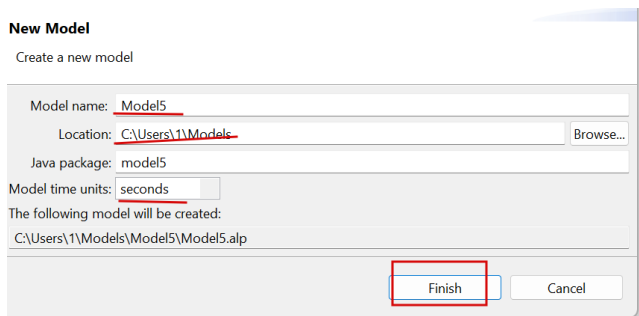 New Model
Create a new model
Model name: Model5
Location: C:\Users\1\Models Browse...
Java package: model5
Model time units: seconds
The following model will be created:
C:\Users\1\Models\Model5\Model5.alp
Finish Cancel